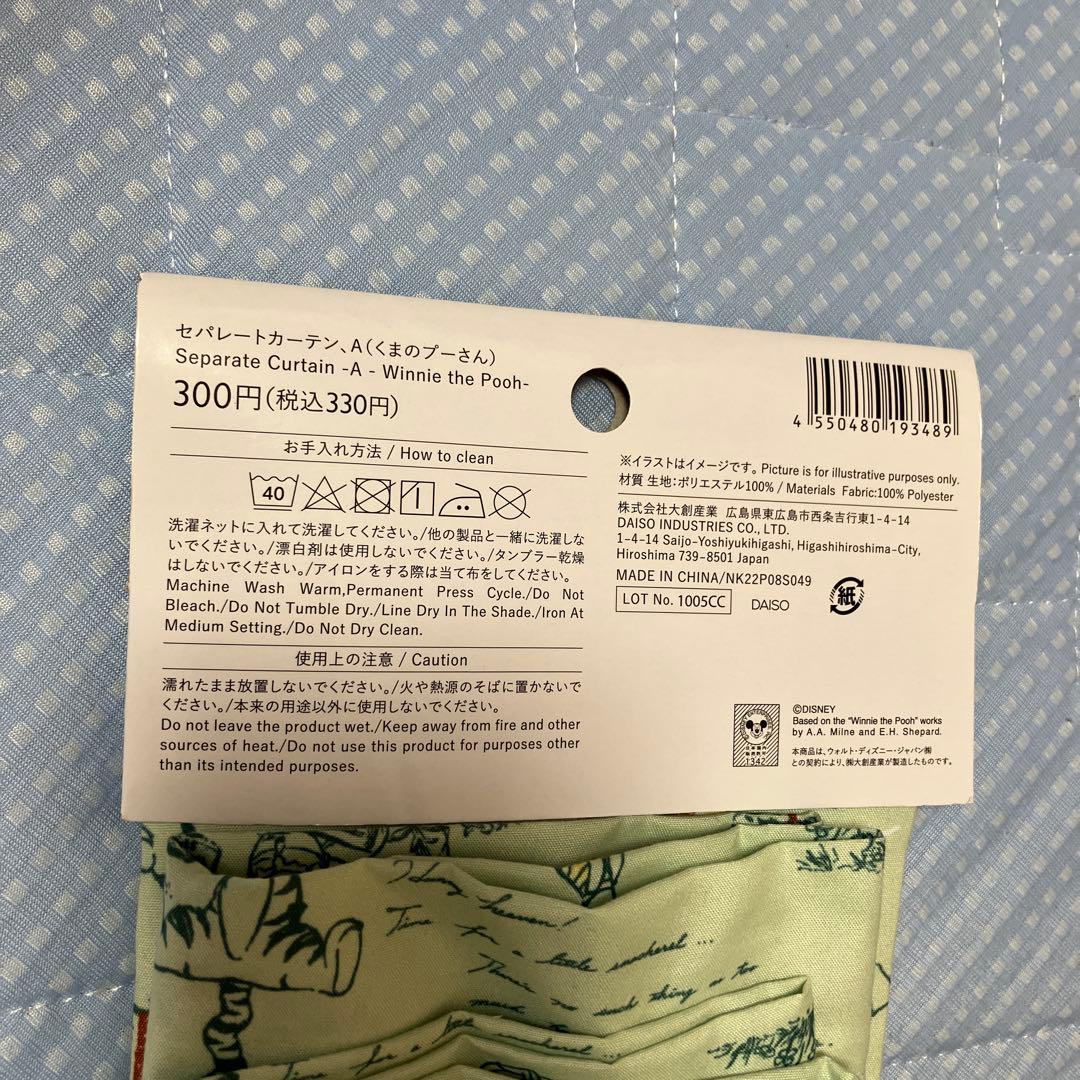 セパレートカーテン、A(くまのプーさん)
Separate Curtain -A - Winnie the Pooh-
300円(税込330円)
お手入れ方法 / How to clean
40
洗濯ネットに入れて洗濯してください。/他の製品と一緒に洗濯しな
いでください。/漂白剤は使用しないでください。/タンブラー乾燥
はしないでください。/アイロンをする際は当て布をしてください。
Machine Wash Warm,Permanent Press Cycle./Do Not
Bleach./Do Not Tumble Dry./Line Dry In The Shade./Iron At
Medium Setting./Do Not Dry Clean.
使用上の注意 / Caution
濡れたまま放置しないでください。/火や熱源のそばに置かないで
ください。/本来の用途以外に使用しないでください。
Do not leave the product wet./Keep away from fire and other
sources of heat./Do not use this product for purposes other
than its intended purposes.
4 550480 193489
※イラストはイメージです。 Picture is for illustrative purposes only.
材質 生地:ポリエステル100% / Materials Fabric:100% Polyester
株式会社大創産業 広島県東広島市西条吉行東1-4-14
DAISO INDUSTRIES CO., LTD.
1-4-14 Saijo-Yoshiyukihigashi, Higashihiroshima-City,
Hiroshima 739-8501 Japan
MADE IN CHINA/NK22P08S049
LOT No. 1005CC DAISO 紙
©DISNEY
Based on the "Winnie the Pooh" works
by A.A. Milne and E.H. Shepard.
本商品は、ウォルト・ディズニー・ジャパン㈱
との契約により、㈱大創産業が製造したものです。
1342
heaven!
Time for a little smackerel ...
There's no such thing as too
Time for a little smackerel ...